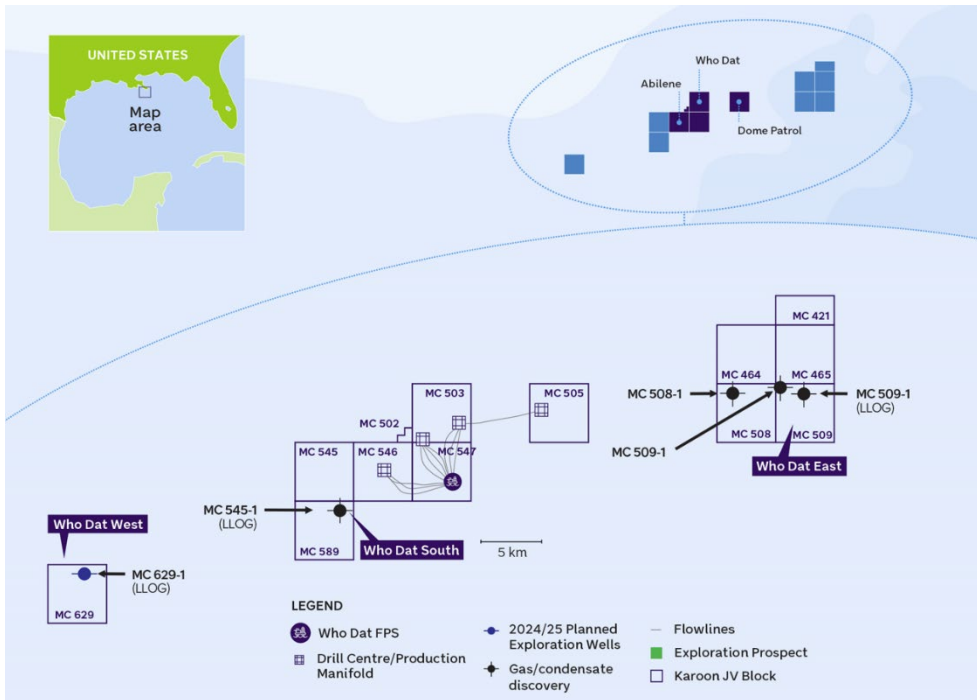 UNITED STATES
Map
area
Who Dat
Abilene
Dome Patrol
MC 421
MC 464
MC 465
MC 508-1
MC 509-1
(LLOG)
MC 509-1
MC 508
MC 509
Who Dat East
MC 503
MC 505
MC 502
MC 545
MC 546
MC 547
MC 545-1
(LLOG)
MC 589
Who Dat South
5 km
Who Dat West
MC 629-1
(LLOG)
MC 629
LEGEND
Who Dat FPS
Drill Centre/Production
Manifold
2024/25 Planned
Exploration Wells
Gas/condensate
discovery
Flowlines
Exploration Prospect
Karoon JV Block